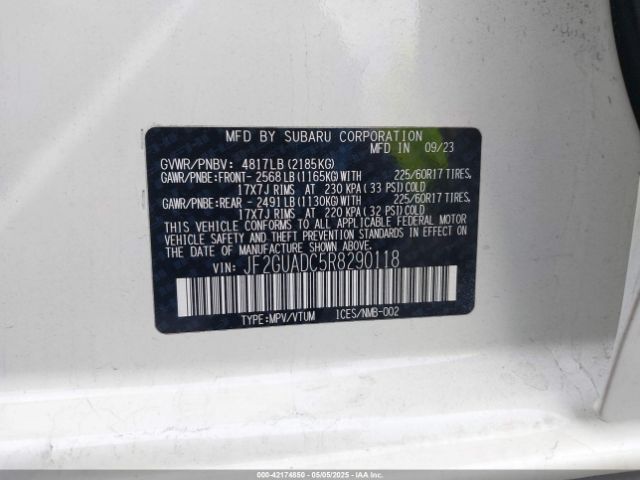 MFD BY SUBARU CORPORATION
MFD IN 09/23
GVWR/PNBV: 4817LB (2185KG)
GAWR/PNBE:FRONT- 2568LB (1165KG)WITH 225/60R17 TIRES,
17X7J RIMS AT 230 KPA (33 PSI)COLD
GAWR/PNBE:REAR - 2491LB (1130KG)WITH 225/60R17 TIRES,
17X7J RIMS AT 220 KPA (32 PSI)COLD
THIS VEHICLE CONFORMS TO ALL APPLICABLE FEDERAL MOTOR
VEHICLE SAFETY AND BUMPER STANDARDS IN EFFECT ON
THE DATE OF MANUFACTURE SHOWN ABOVE.
VIN: JF2GUADC5R8290118
TYPE:MPV/VTUM ICES/NMB-002
000-42174850 05/05/2025 IAAI.COM